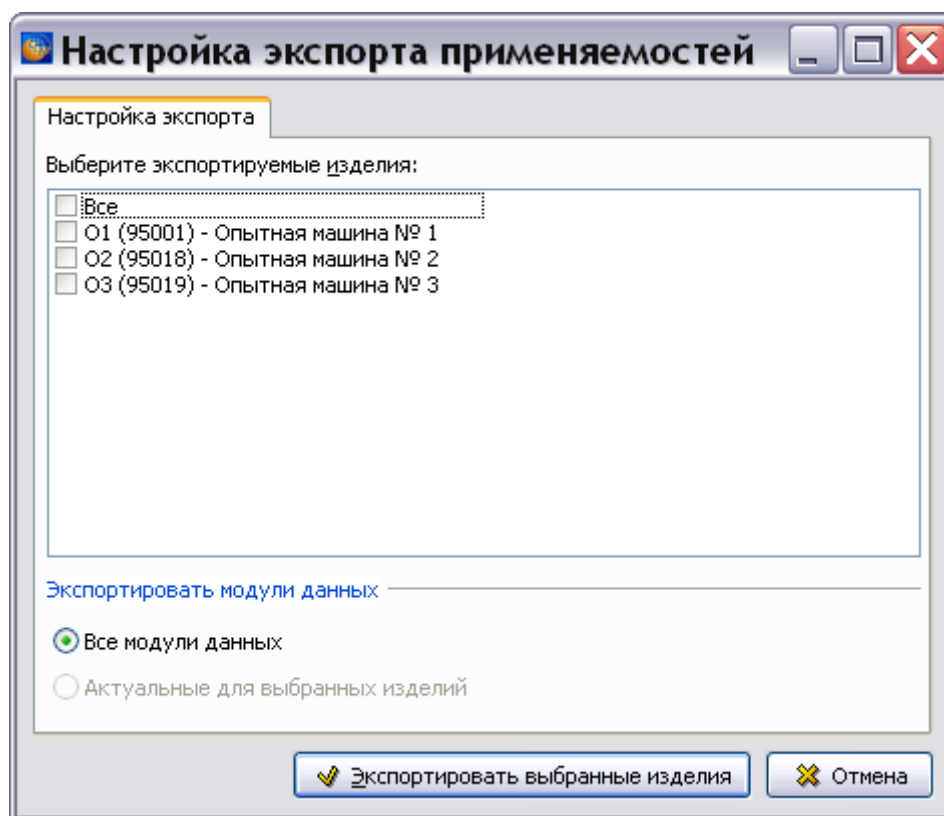 Настройка экспорта применяемостей
Настройка экспорта
Выберите экспортируемые изделия:
Все
О1 (95001) - Опытная машина № 1
О2 (95018) - Опытная машина № 2
О3 (95019) - Опытная машина № 3
Экспортировать модули данных
Все модули данных
Актуальные для выбранных изделий
Экспортировать выбранные изделия
Отмена